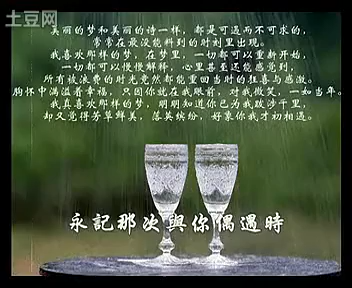 土豆网
美丽的梦和美丽的诗一样，都是可遇而不可求的，
常常在最没能料到的时刻里出现。
我喜欢那样的梦，在梦里，一切都可以重新开始，
一切都可以慢慢解释，心里甚至还能感觉到，
所有被浪费的时光竟然都能重回当时的狂喜与感激。
胸怀中满溢着幸福，只因你就在我眼前，对我微笑，一如当年。
我真喜欢那样的梦，明明知道你已为我跋涉千里，
却又觉得芳草鲜美，落英缤纷，好象你我才初相遇。
永記那次與你偶遇時